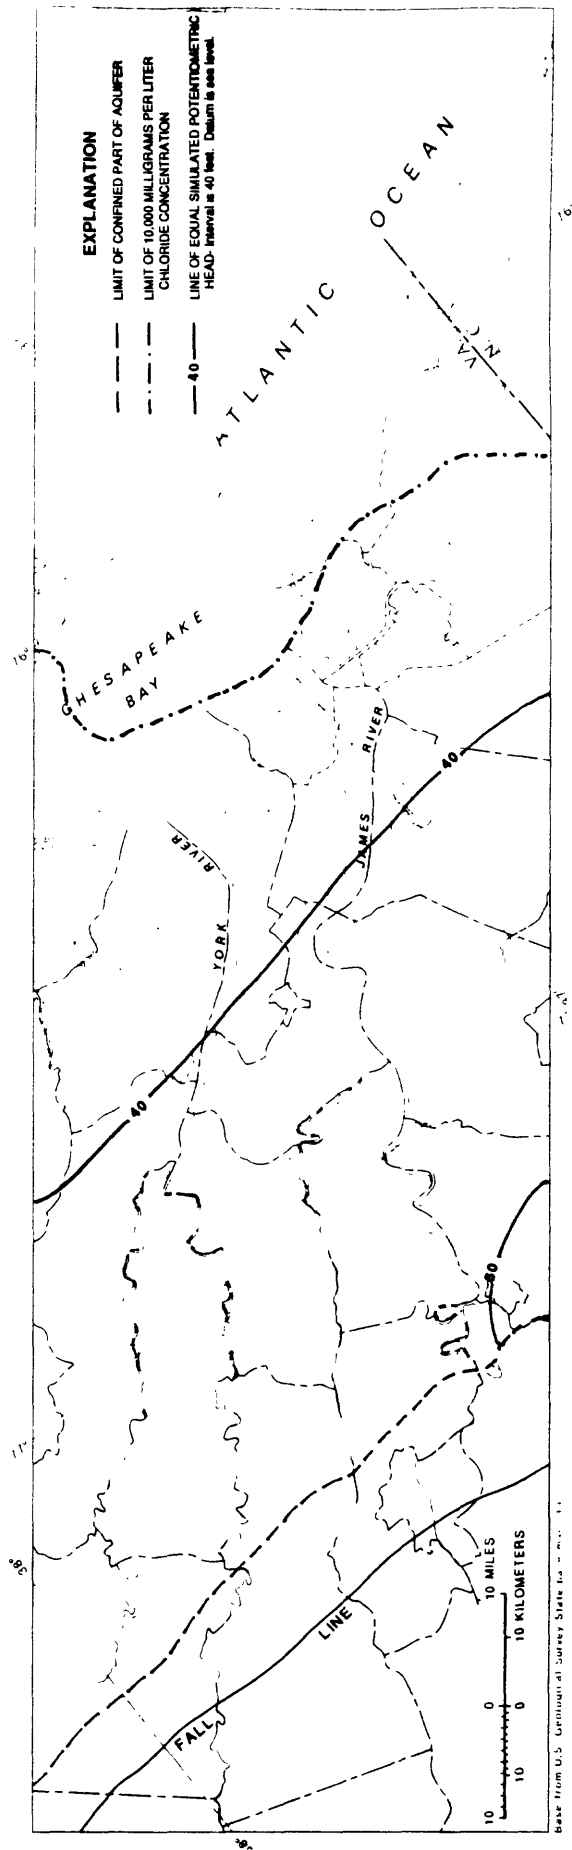 EXPLANATION
LIMIT OF CONFINED PART OF AQUIFER
LIMIT OF 10,000 MILLIGRAMS PER LITER
CHLORIDE CONCENTRATION
40
LINE OF EQUAL SIMULATED POTENTIOMETRIC
HEAD- Interval is 40 feet. Datum is sea level.
ATLANTIC
OCEAN
VA
NC
CHESAPEAKE
BAY
YORK
RIVER
JAMES
RIVER
40
40
80
FALL
LINE
10
0
10 MILES
10
0
10 KILOMETERS
Base from U.S. Geological Survey State